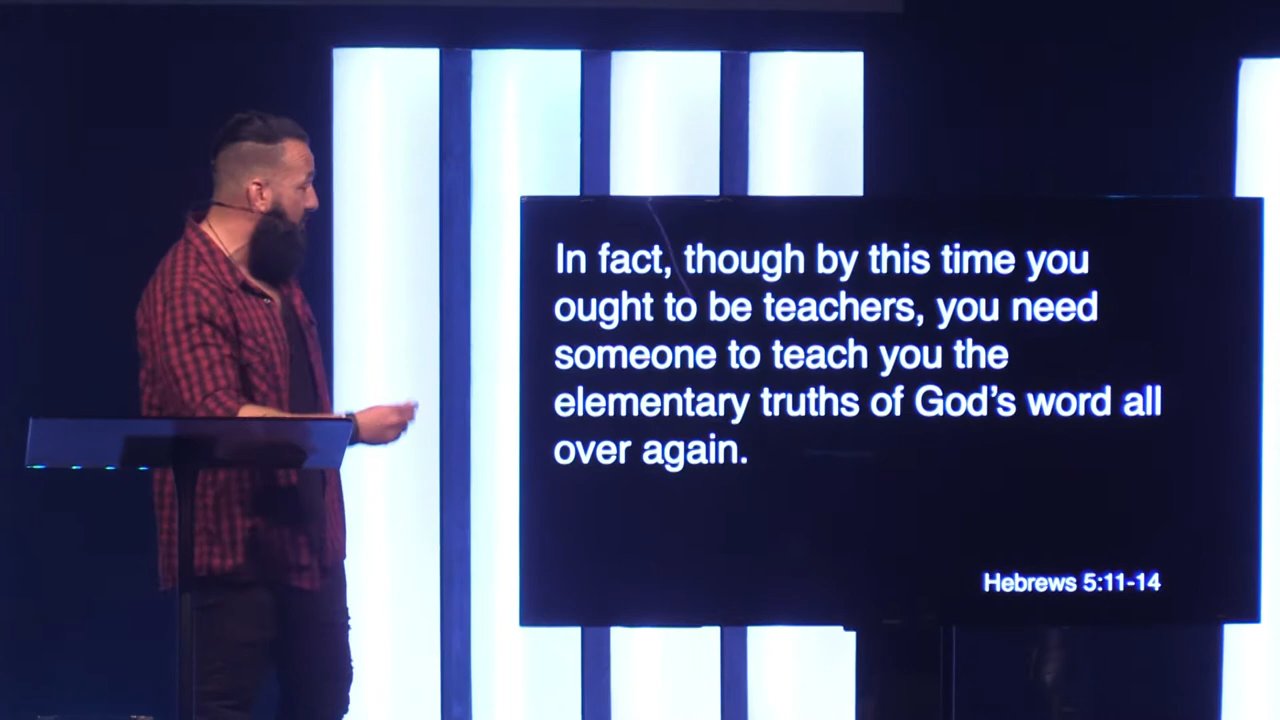 In fact, though by this time you
ought to be teachers, you need
someone to teach you the
elementary truths of God’s word all
over again.
Hebrews 5:11-14